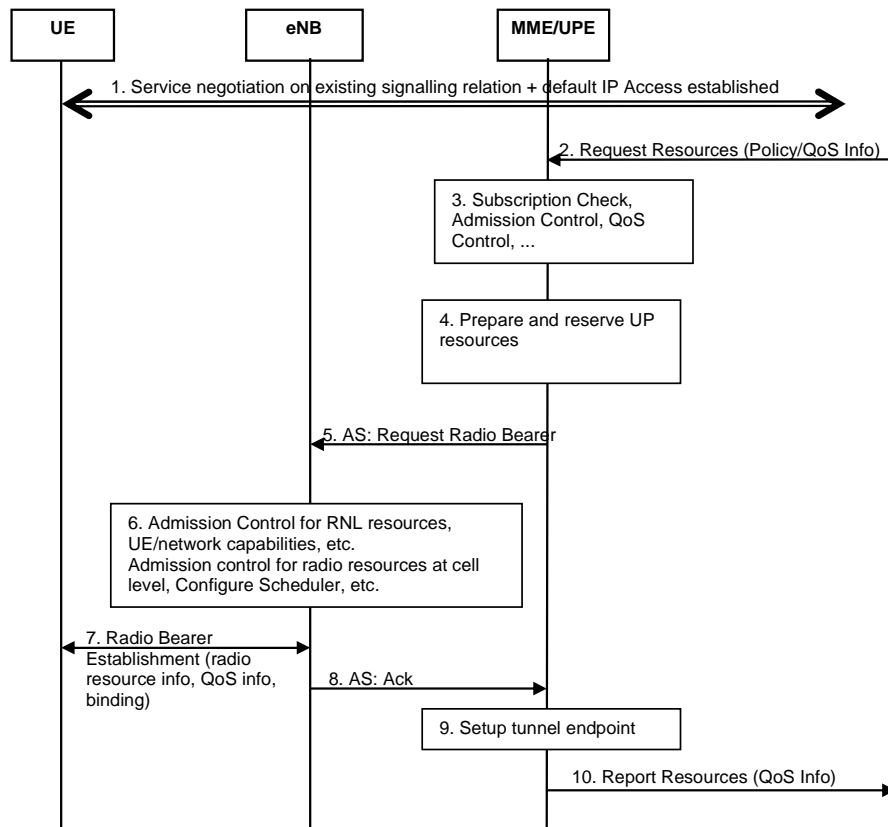 UE
eNB
MME/UPE
1. Service negotiation on existing signalling relation + default IP Access established
2. Request Resources (Policy/QoS Info)
3. Subscription Check,
Admission Control, QoS
Control, ...
4. Prepare and reserve UP
resources
5. AS: Request Radio Bearer
6. Admission Control for RNL resources,
UE/network capabilities, etc.
Admission control for radio resources at cell
level, Configure Scheduler, etc.
7. Radio Bearer
Establishment (radio
resource info, QoS info,
binding)
8. AS: Ack
9. Setup tunnel endpoint
10. Report Resources (QoS Info)